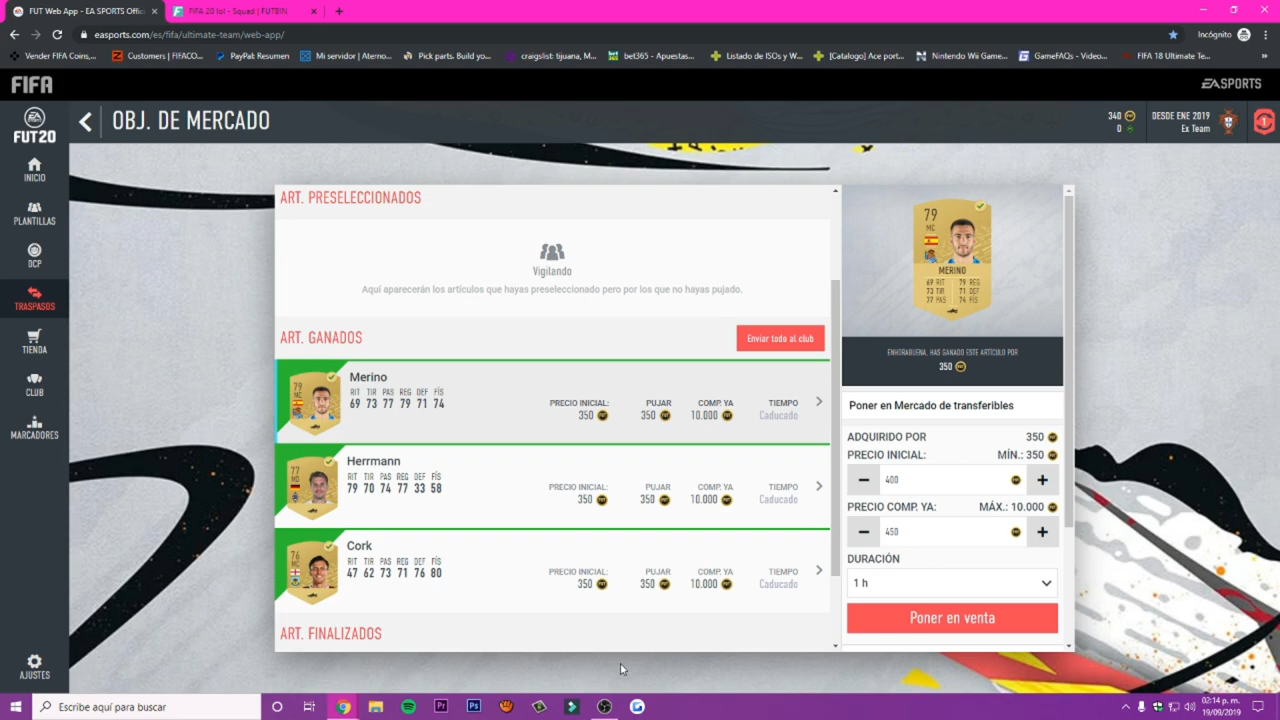 FUT Web App - EA SPORTS Offici
FIFA 20 lol - Squad | FUTBIN
easports.com/es/fifa/ultimate-team/web-app/
Incógnito
Vender FIFA Coins,...
Customers | FIFACO...
PayPak Resumen
Mi servidor | Aterno...
Pick parts. Build yo...
craigslist: tijuana, M...
bet365 - Apuestas...
Listado de ISOs y W...
[Catalogo] Ace port...
Nintendo Wii Game...
GameFAQs - Video...
FIFA 18 Ultimate Te...
FIFA
EA SPORTS
EA SPORTS
FUT20
OBJ. DE MERCADO
340
0
DESDE ENE 2019
Ex Team
1
INICIO
PLANTILLAS
DCP
TRASPASOS
TIENDA
CLUB
MARCADORES
AJUSTES
ART. PRESELECCIONADOS
Vigilando
Aquí aparecerán los artículos que hayas preseleccionado pero por los que no hayas pujado.
ART. GANADOS
Enviar todo al club
79
MC
Merino
RIT TIR PAS REG DEF FÍS
69 73 77 79 71 74
PRECIO INICIAL: PUJAR COMP. YA TIEMPO
350 350 10.000 Caducado
77
Herrmann
RIT TIR PAS REG DEF FÍS
79 70 74 77 33 58
PRECIO INICIAL: PUJAR COMP. YA TIEMPO
350 350 10.000 Caducado
76
Cork
RIT TIR PAS REG DEF FÍS
47 62 73 71 76 80
PRECIO INICIAL: PUJAR COMP. YA TIEMPO
350 350 10.000 Caducado
ART. FINALIZADOS
79
MC
MERINO
69 RIT 79 REG
73 TIR 71 DEF
77 PAS 74 FÍS
ENHORABUENA, HAS GANADO ESTE ARTÍCULO POR
350
Poner en Mercado de transferibles
ADQUIRIDO POR 350
PRECIO INICIAL: MÍN.: 350
400
PRECIO COMP. YA: MÁX.: 10.000
450
DURACIÓN
1 h
Poner en venta
Escribe aquí para buscar
Pr
Ps
02:14 p. m.
19/09/2019